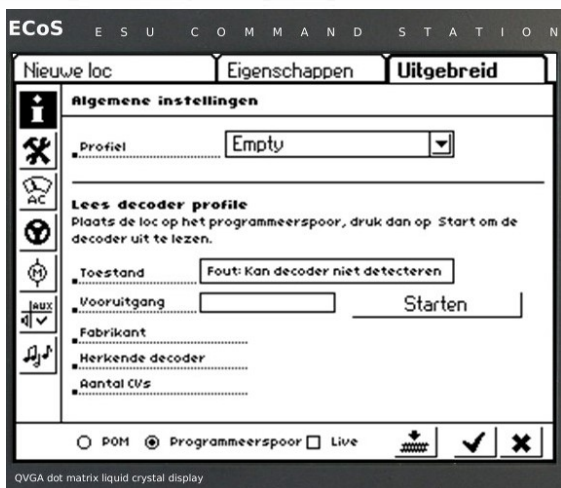 ECoS ESU COMMAND STATION
Nieuwe loc Eigenschappen Uitgebreid
Algemene instellingen
Profiel Empty
Lees decoder profile
Plaats de loc op het programmeerspoor, druk dan op Start om de
decoder uit te lezen.
Toestand Fout: Kan decoder niet detecteren
Vooruitgang Starten
Fabrikant
Herkende decoder
Aantal CVs
POM Programmeerspoor Live
AC
M
AUX
QVGA dot matrix liquid crystal display